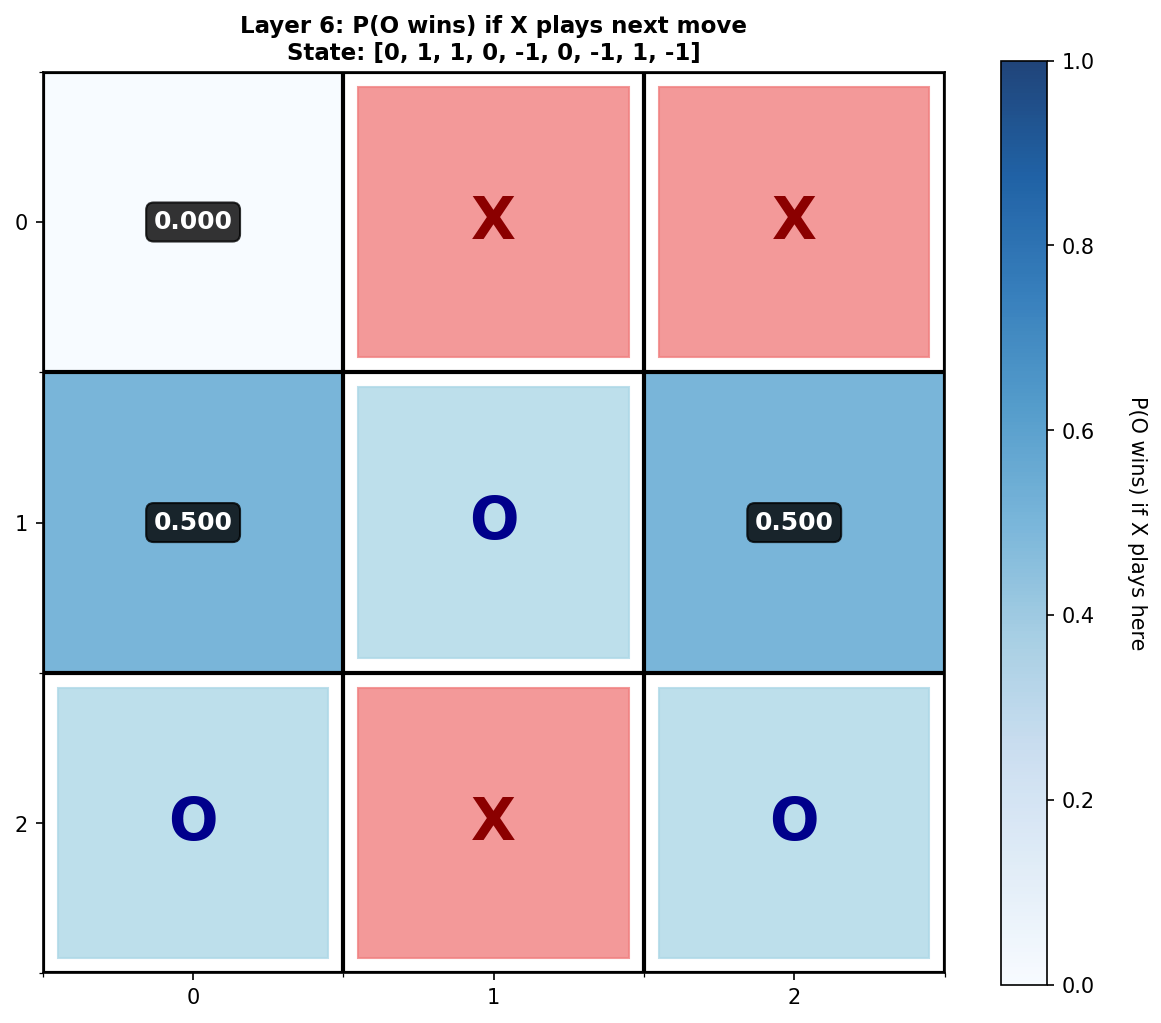 Layer 6: P(O wins) if X plays next move
State: [0, 1, 1, 0, -1, 0, -1, 1, -1]
0.000
X
X
0.500
O
0.500
O
X
O
0
1
2
0
1
2
1.0
0.8
0.6
0.4
0.2
0.0
P(O wins) if X plays here